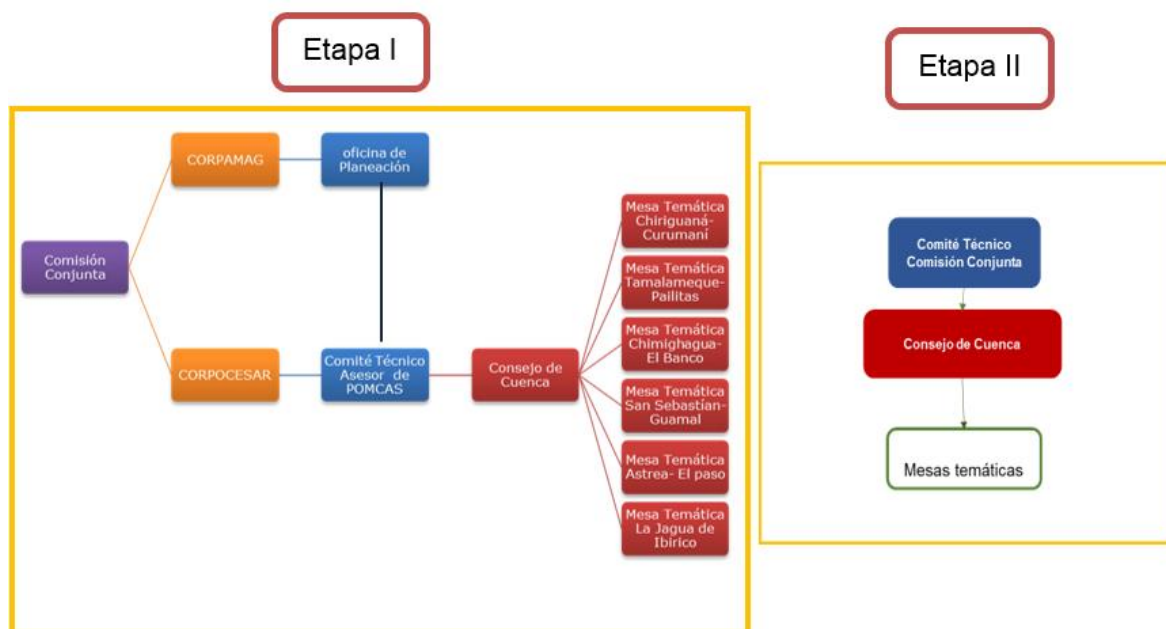 Etapa I
Etapa II
CORPAMAG
oficina de
Planeación
Comisión
Conjunta
CORPOCESAR
Comité Técnico
Asesor de
POMCAS
Consejo de
Cuenca
Mesa Temática
Chiriguaná-
Curumaní
Mesa Temática
Tamalameque-
Pailitas
Mesa Temática
Chimighagua-
El Banco
Mesa Temática
San Sebastían-
Guamal
Mesa Temática
Astrea- El paso
Mesa Temática
La Jagua de
Ibirico
Comité Técnico
Comisión Conjunta
Consejo de Cuenca
Mesas temáticas